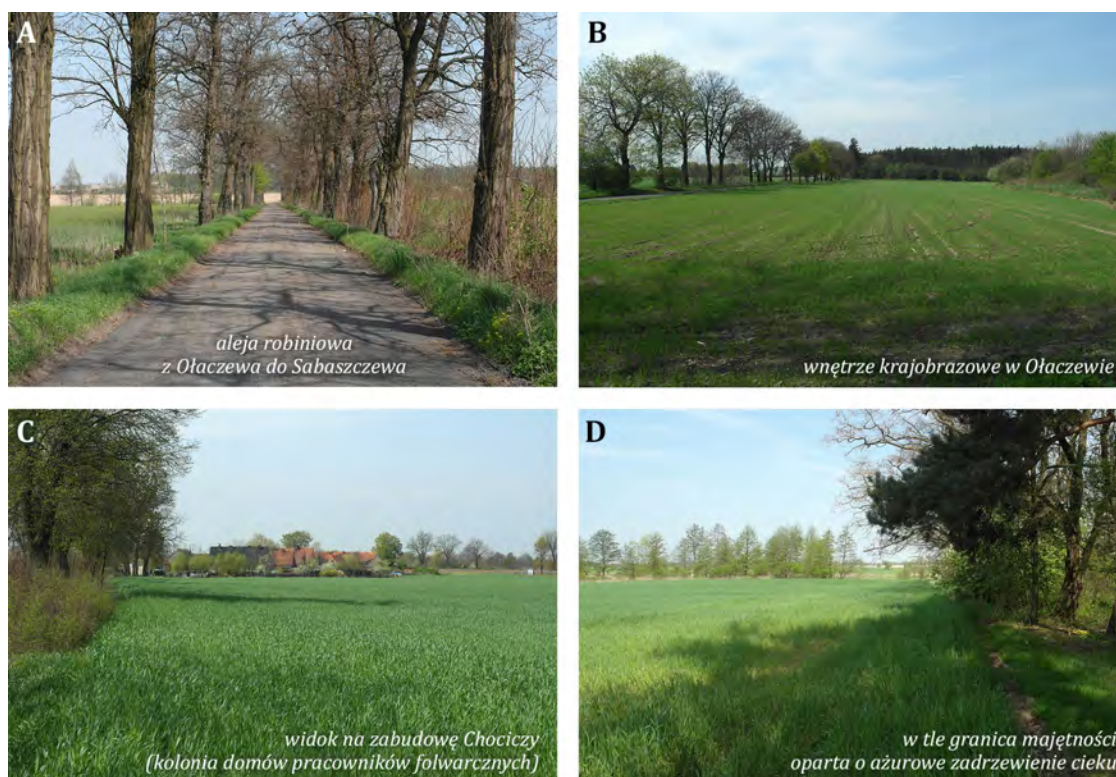 A
aleja robiniowa
z Ołaczewa do Sabaszczewa
B
wnętrze krajobrazowe w Ołaczewie
C
widok na zabudowę Chociczy
(kolonia domów pracowników folwarcznych)
D
w tle granica majętności
oparta o ażurowe zadrzewienie cieku